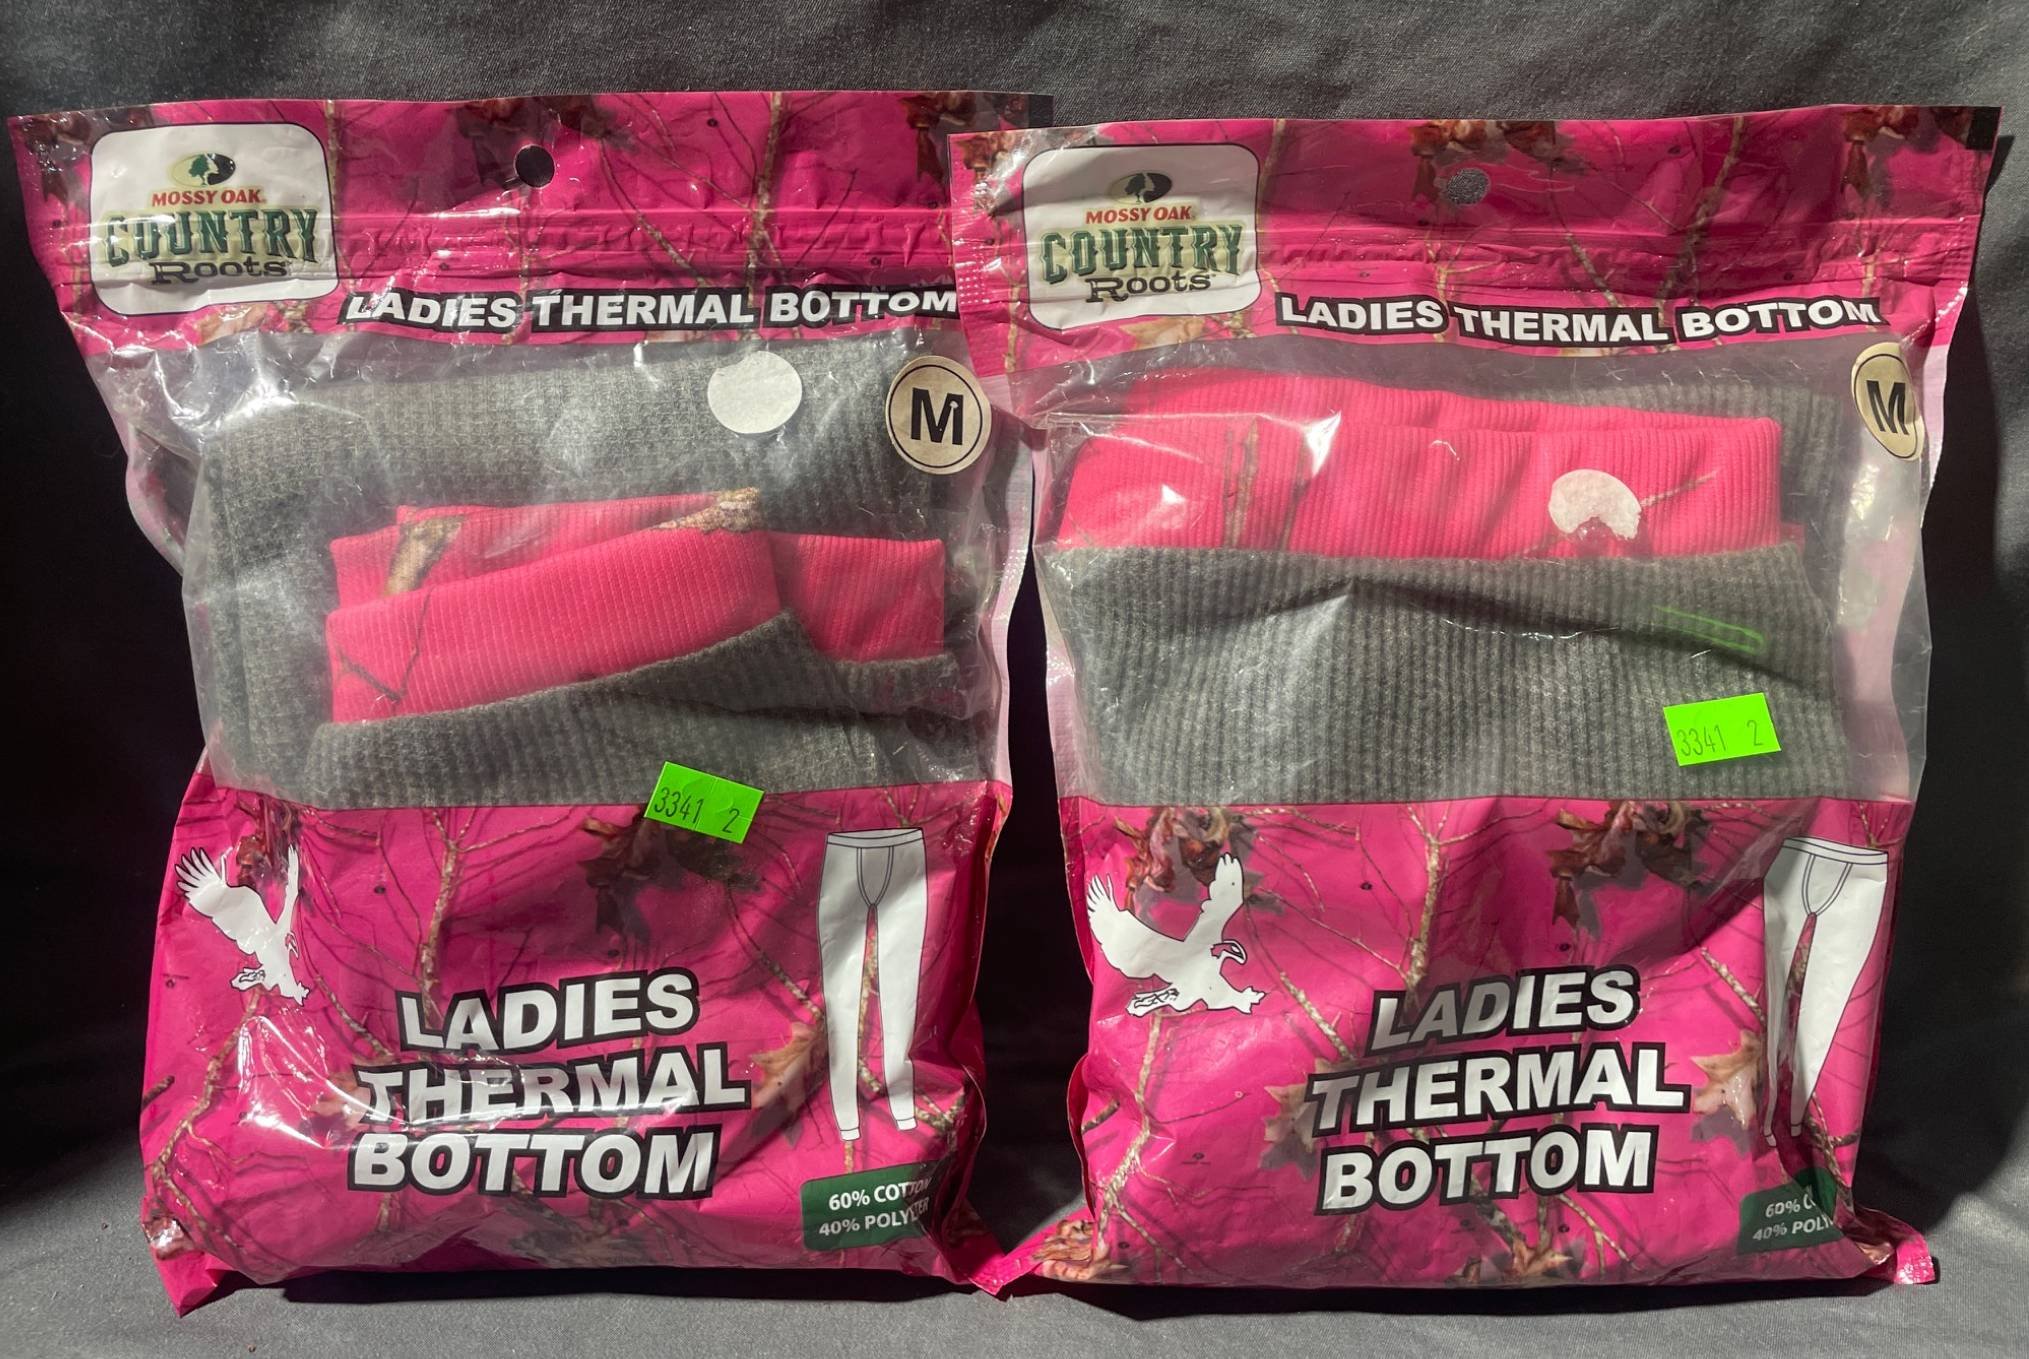 MOSSY OAK
COUNTRY
ROOTS
LADIES THERMAL BOTTOM
M
3341 2
LADIES
THERMAL
BOTTOM
60% COTTON
40%
MOSSY OAK
COUNTRY
ROOTS
LADIES THERMAL BOTTOM
M
3341 2
LADIES
THERMAL
BOTTOM
60%
40%